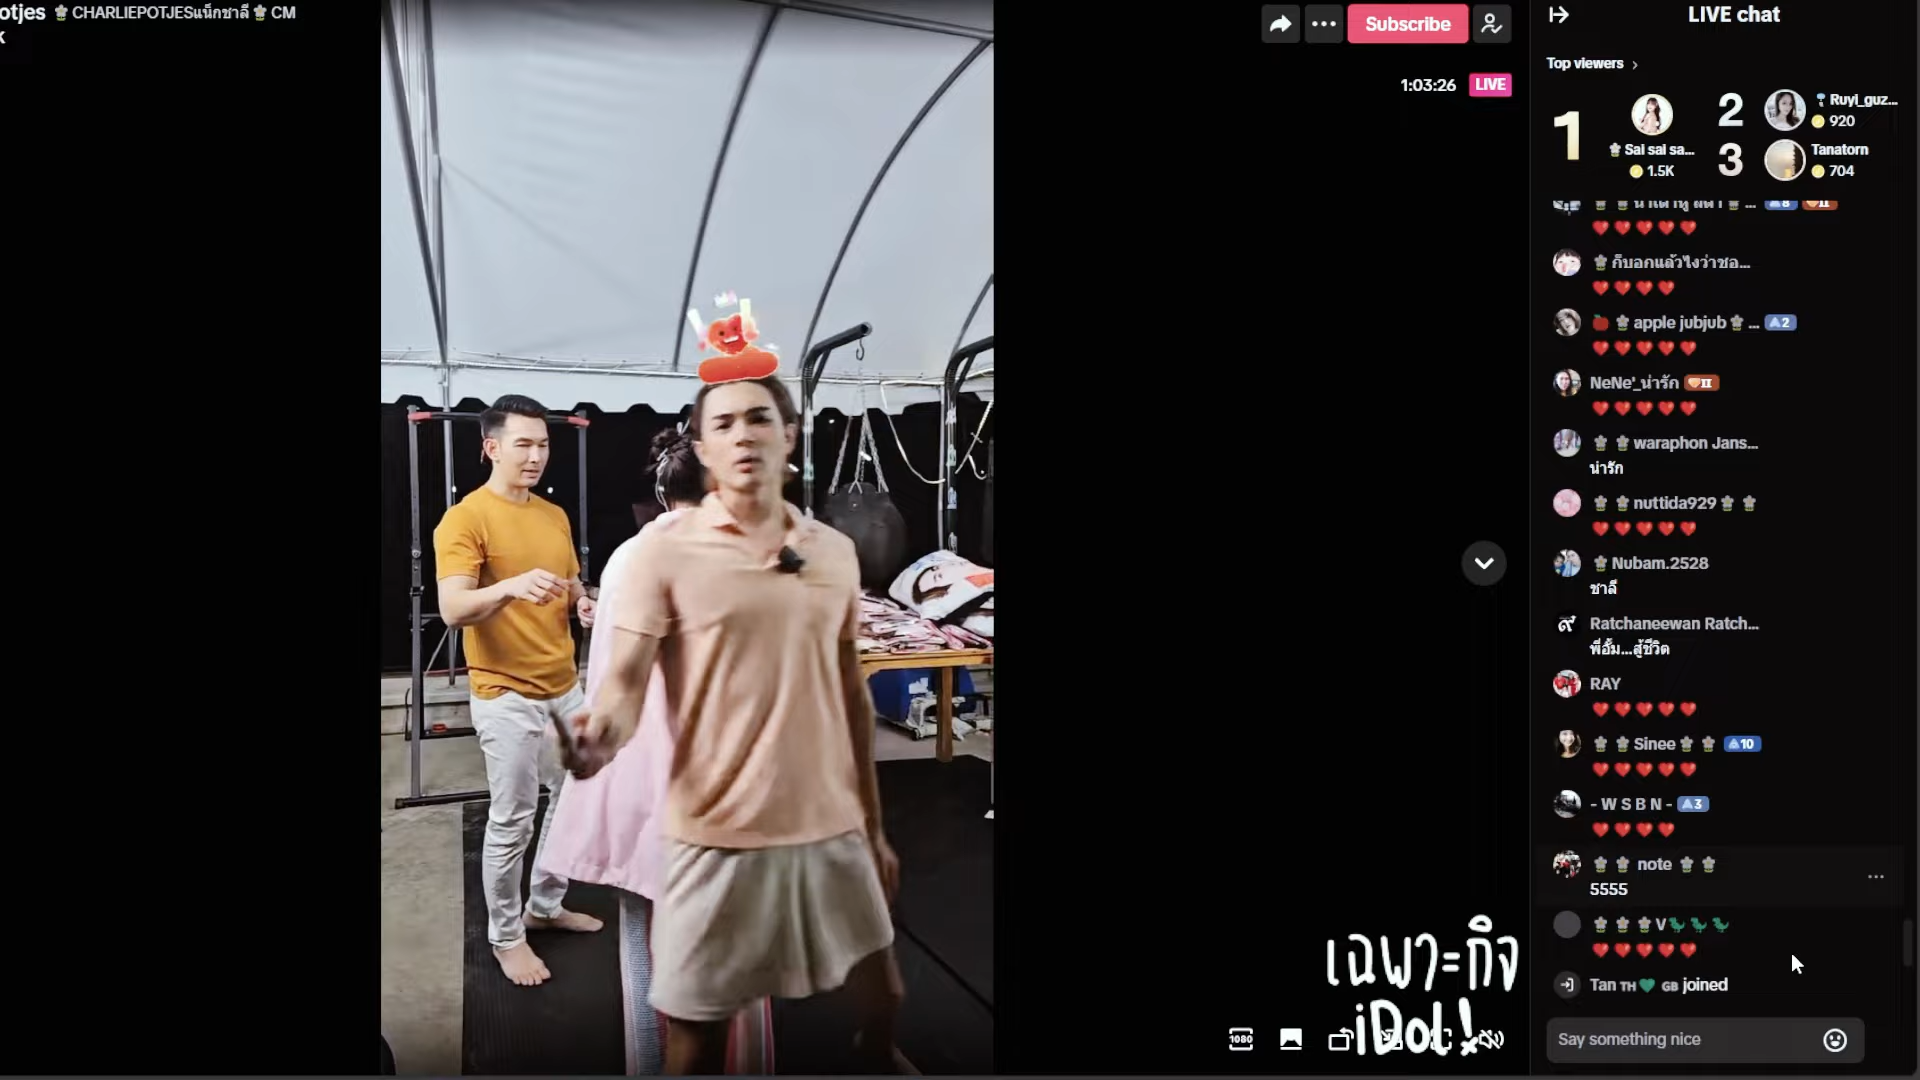 otjes CHARLIEPOTJESแน็กชาลี CM
Subscribe
1:03:26 LIVE
LIVE chat
Top viewers
1
Sai sai sa...
1.5K
2
Ruyi_guz...
920
3
Tanatorn
704
ก็บอกแล้วไงว่าชอ...
apple jubjub ... 2
NeNe'_น่ารัก II
waraphon Jans...
น่ารัก
nuttida929
Nubam.2528
ชาลี
Ratchaneewan Ratch...
พี่อั้ม...สู้ชีวิต
RAY
Sinee 10
- W S B N - 3
note
5555
V
Tan TH GB joined
Say something nice
เฉพาะกิจ
iDol!
1080